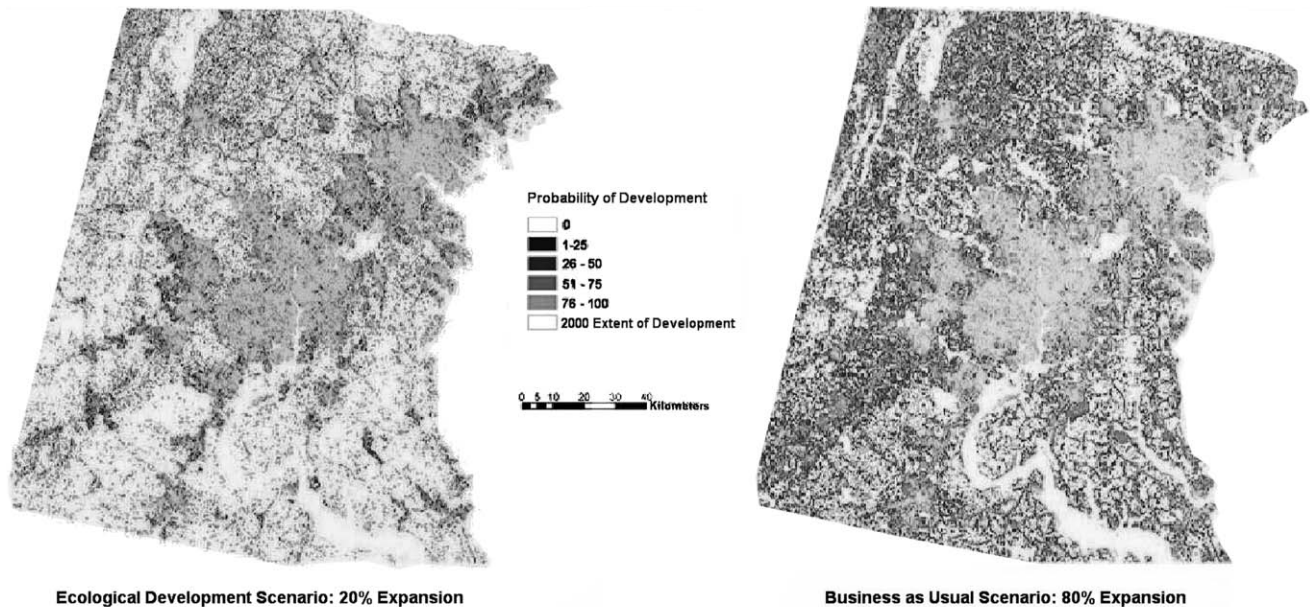 Probability of Development
0
1-25
26 - 50
51 - 75
76 - 100
2000 Extent of Development
0 5 10 20 30 40
Kilometers
Ecological Development Scenario: 20% Expansion
Business as Usual Scenario: 80% Expansion